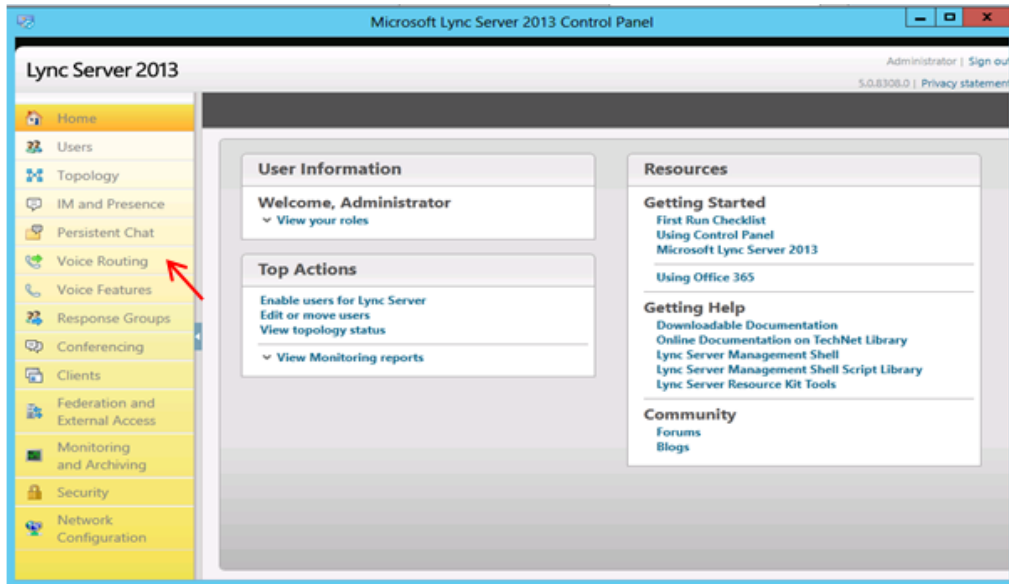 Microsoft Lync Server 2013 Control Panel
Lync Server 2013
Administrator | Sign out
5.0.8308.0 | Privacy statement
Home
Users
Topology
IM and Presence
Persistent Chat
Voice Routing
Voice Features
Response Groups
Conferencing
Clients
Federation and
External Access
Monitoring
and Archiving
Security
Network
Configuration
User Information
Welcome, Administrator
View your roles
Top Actions
Enable users for Lync Server
Edit or move users
View topology status
View Monitoring reports
Resources
Getting Started
First Run Checklist
Using Control Panel
Microsoft Lync Server 2013
Using Office 365
Getting Help
Downloadable Documentation
Online Documentation on TechNet Library
Lync Server Management Shell
Lync Server Management Shell Script Library
Lync Server Resource Kit Tools
Community
Forums
Blogs